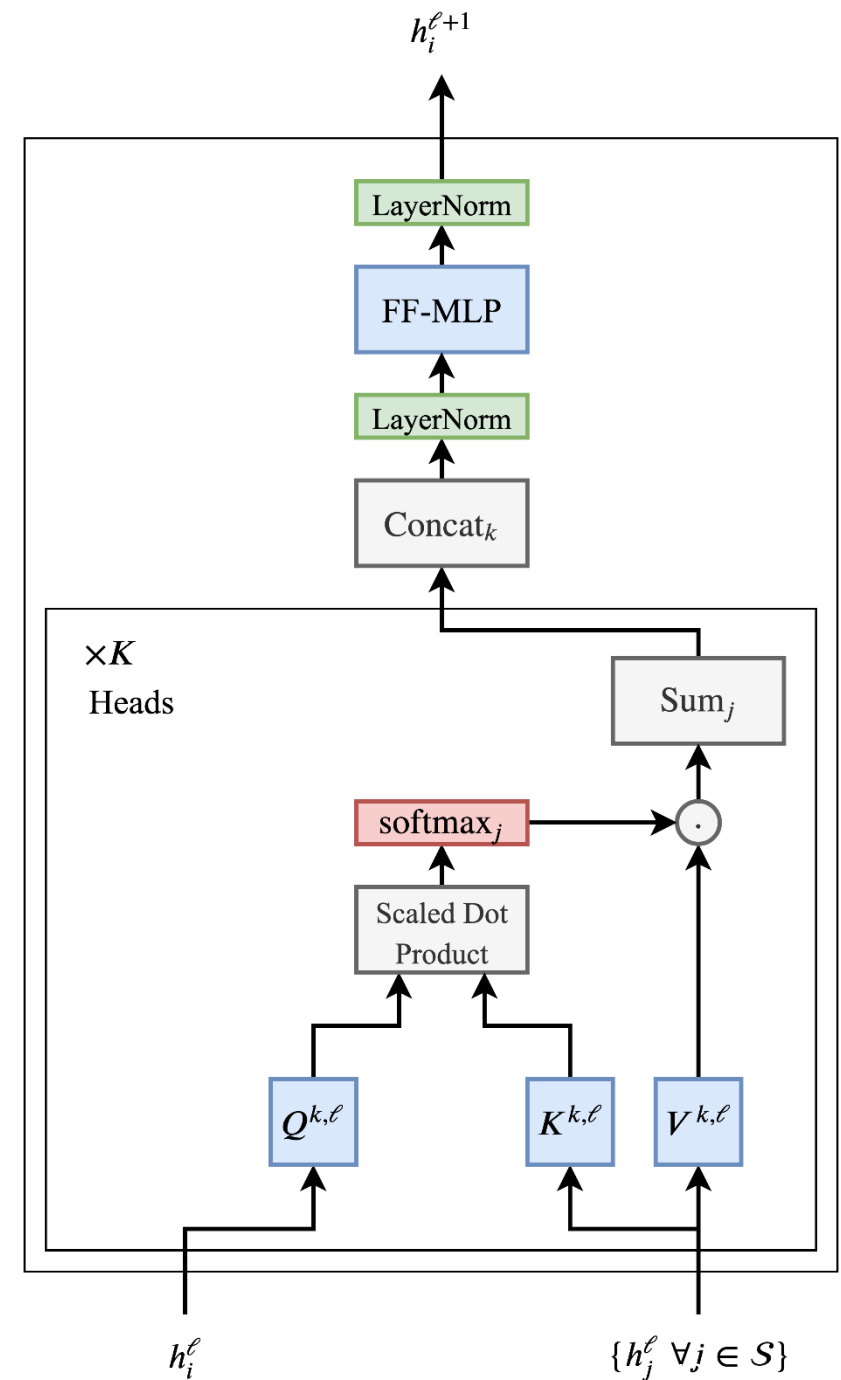 h_i^{ℓ+1}
LayerNorm
FF-MLP
LayerNorm
Concat_k
×K
Heads
Sum_j
softmax_j
.
Scaled Dot
Product
Q^{k,ℓ}
K^{k,ℓ}
V^{k,ℓ}
h_i^ℓ
{h_j^ℓ ∀j ∈ 𝒮}